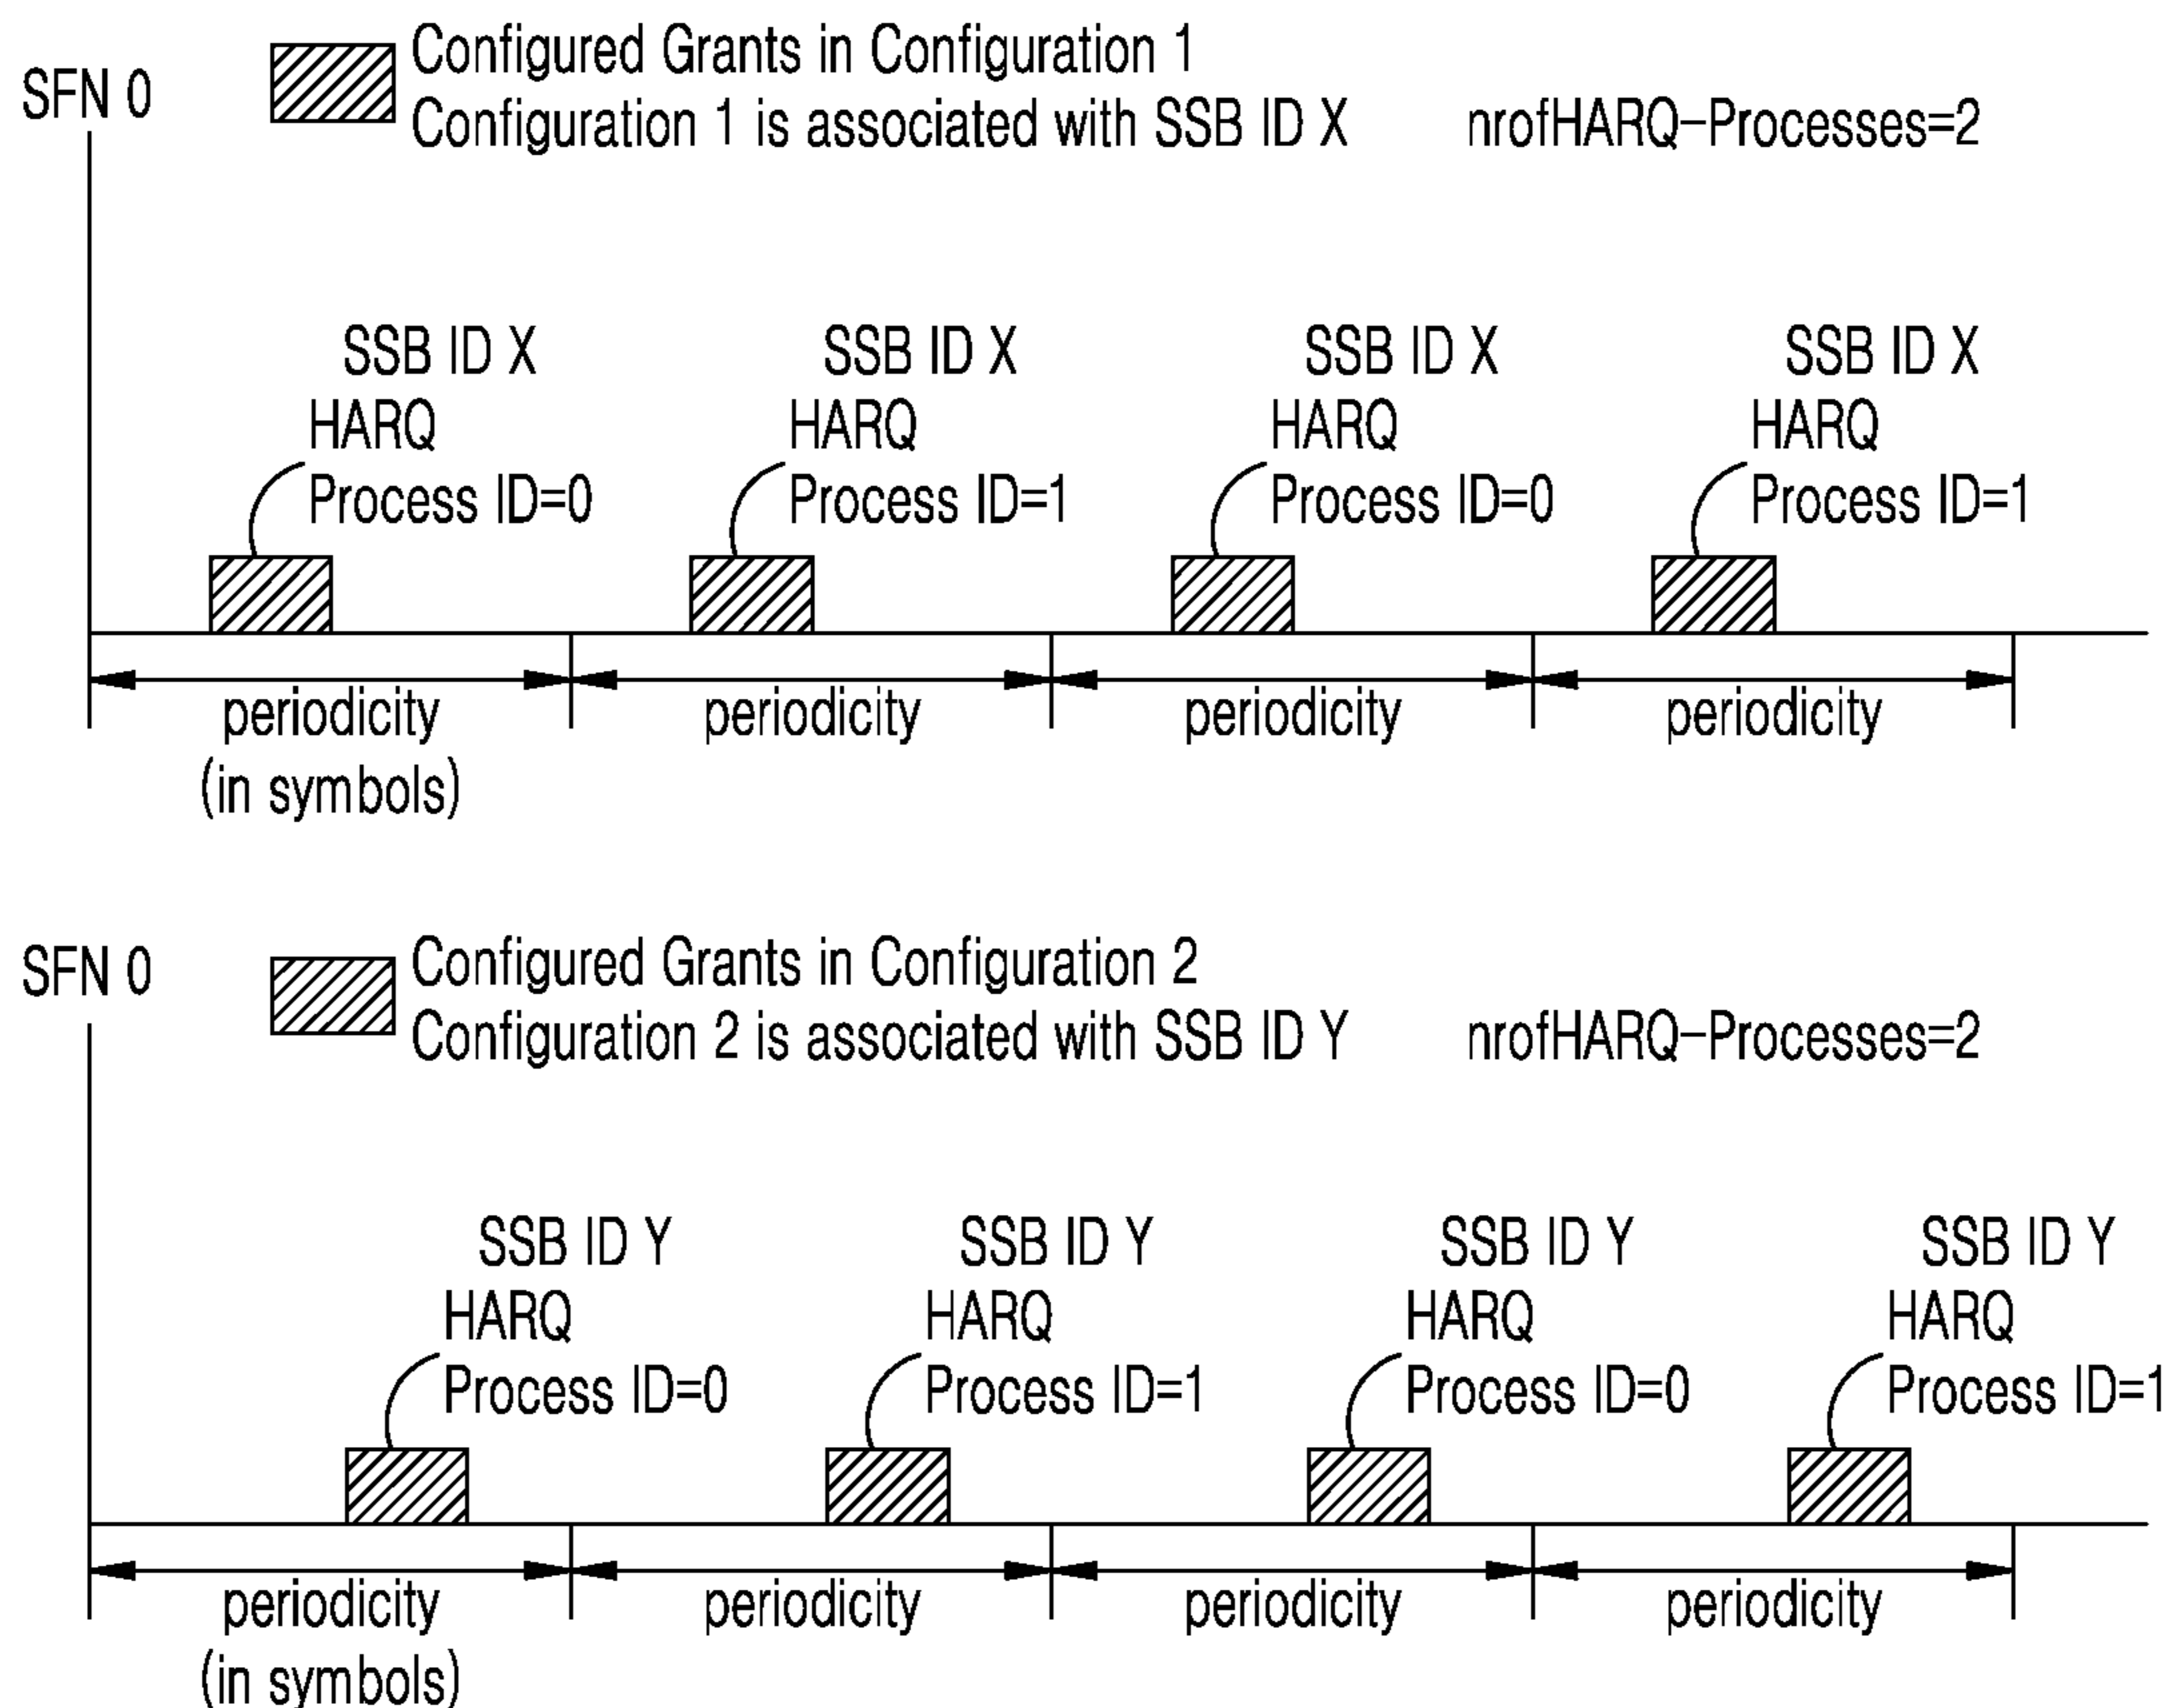 SFN 0
Configured Grants in Configuration 1
Configuration 1 is associated with SSB ID X
nrofHARQ-Processes=2
SSB ID X
HARQ
Process ID=0
SSB ID X
HARQ
Process ID=1
SSB ID X
HARQ
Process ID=0
SSB ID X
HARQ
Process ID=1
periodicity
(in symbols)
periodicity
periodicity
periodicity
SFN 0
Configured Grants in Configuration 2
Configuration 2 is associated with SSB ID Y
nrofHARQ-Processes=2
SSB ID Y
HARQ
Process ID=0
SSB ID Y
HARQ
Process ID=1
SSB ID Y
HARQ
Process ID=0
SSB ID Y
HARQ
Process ID=1
periodicity
(in symbols)
periodicity
periodicity
periodicity